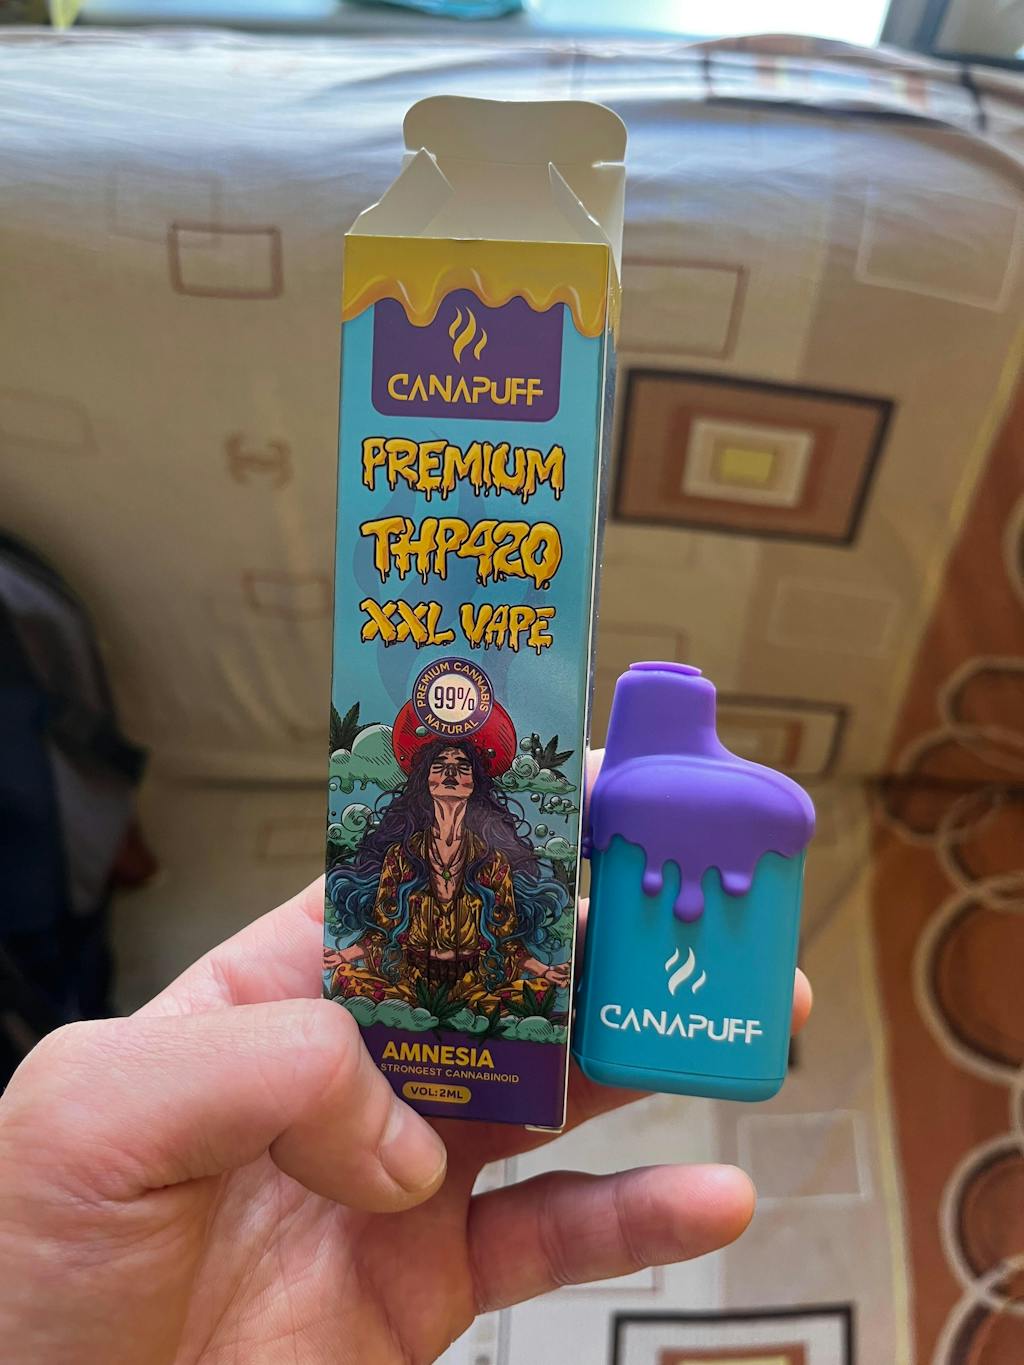 CANAPUFF
PREMIUM
THP420
XXL VAPE
PREMIUM CANNABIS
99%
NATURAL
AMNESIA
STRONGEST CANNABINOID
VOL: 2ML
CANAPUFF